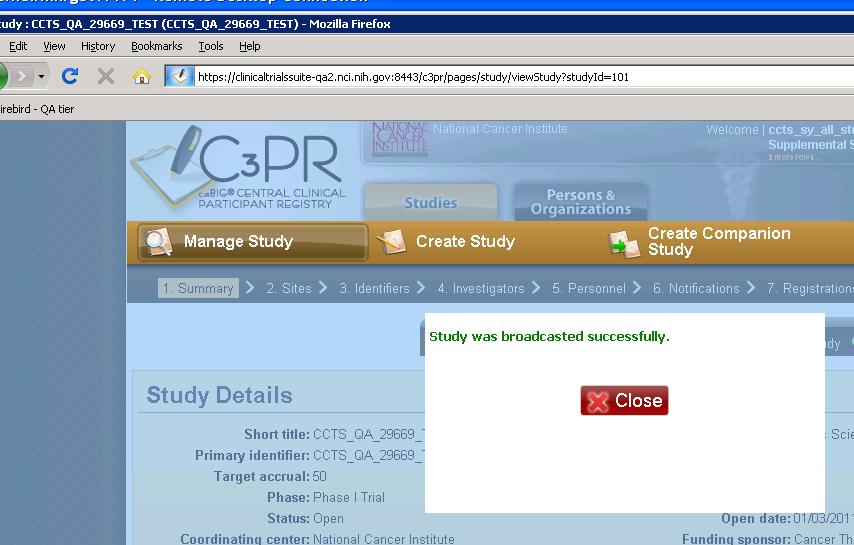 tudy : CCTS_QA_29669_TEST (CCTS_QA_29669_TEST) - Mozilla Firefox
Edit View History Bookmarks Tools Help
https://clinicaltrialssuite-qa2.nci.nih.gov:8443/c3pr/pages/study/viewStudy?studyId=101
irebird - QA tier
NATIONAL CANCER INSTITUTE
National Cancer Institute
Welcome | ccts_sy_all_stu
Supplemental S
5 more roles..
C3PR
caBIG® CENTRAL CLINICAL
PARTICIPANT REGISTRY
Studies
Persons & Organizations
Manage Study
Create Study
Create Companion Study
1. Summary 2. Sites 3. Identifiers 4. Investigators 5. Personnel 6. Notifications 7. Registration
Study was broadcasted successfully.
dy
Close
Study Details
Short title: CCTS_QA_29669_T
Scie
Primary identifier: CCTS_QA_29669_
Target accrual: 50
Phase: Phase I Trial
Status: Open
Open date: 01/03/2011
Coordinating center: National Cancer Institute
Funding sponsor: Cancer Th